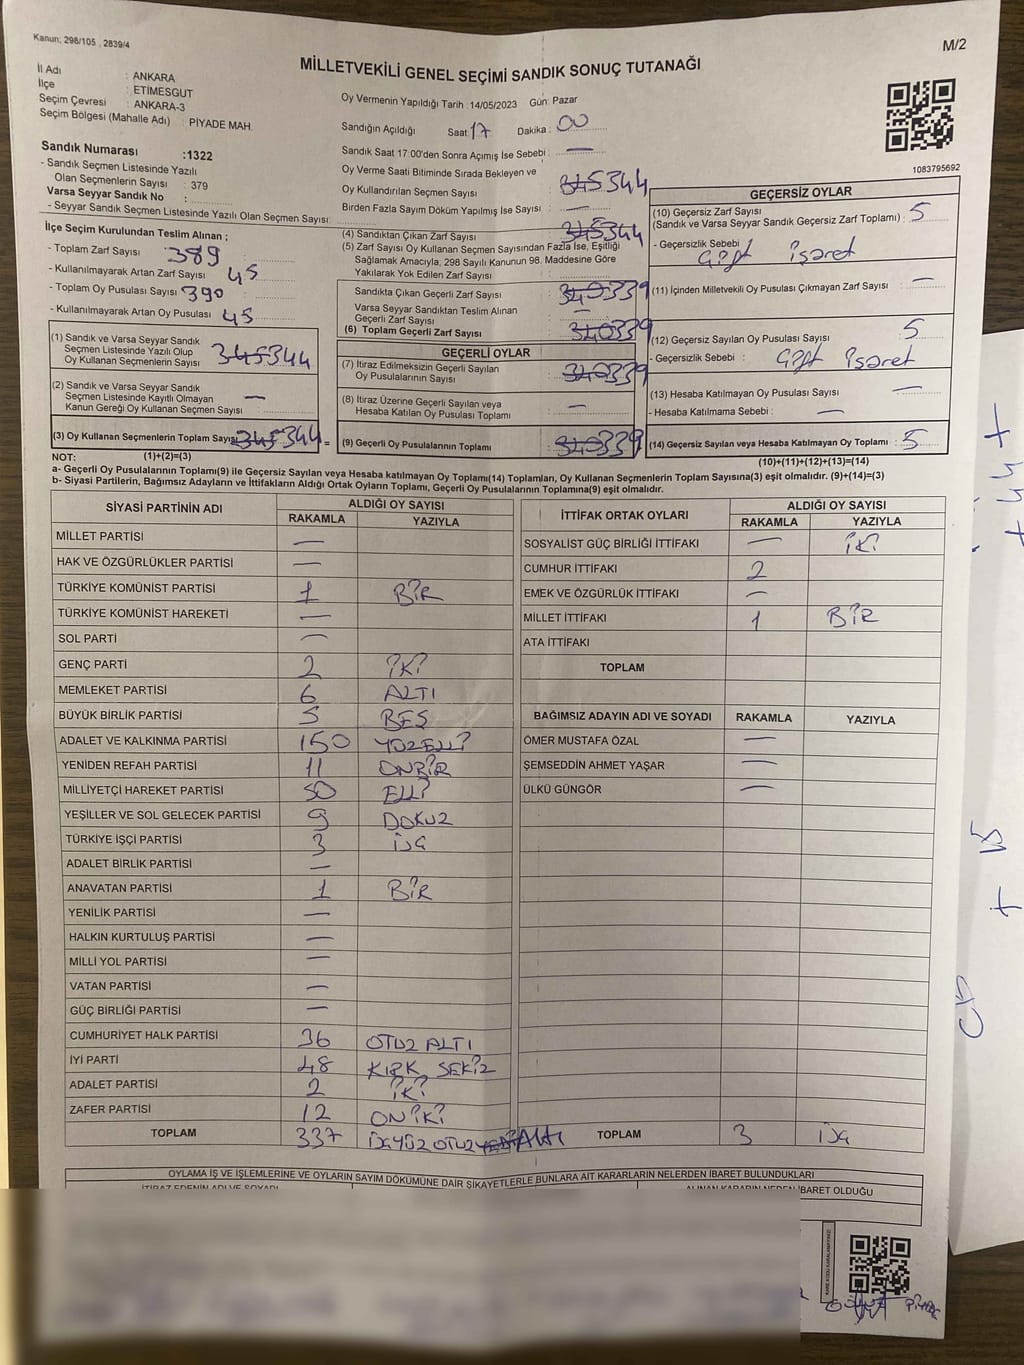 Kanun; 298/105 , 2839/4
M/2
MİLLETVEKİLİ GENEL SEÇİMİ SANDIK SONUÇ TUTANAĞI
İl Adı : ANKARA
İlçe : ETİMESGUT
Seçim Çevresi : ANKARA-3
Seçim Bölgesi (Mahalle Adı) : PİYADE MAH.
Sandık Numarası :1322
- Sandık Seçmen Listesinde Yazılı
Olan Seçmenlerin Sayısı : 379
Varsa Seyyar Sandık No :
- Seyyar Sandık Seçmen Listesinde Yazılı Olan Seçmen Sayısı :
İlçe Seçim Kurulundan Teslim Alınan ;
- Toplam Zarf Sayısı : 389
- Kullanılmayarak Artan Zarf Sayısı : 45
- Toplam Oy Pusulası Sayısı : 390
- Kullanılmayarak Artan Oy Pusulası : 45
(1) Sandık ve Varsa Seyyar Sandık
Seçmen Listesinde Yazılı Olup
Oy Kullanan Seçmenlerin Sayısı : 345 344
(2) Sandık ve Varsa Seyyar Sandık
Seçmen Listesinde Kayıtlı Olmayan
Kanun Gereği Oy Kullanan Seçmen Sayısı : —
(3) Oy Kullanan Seçmenlerin Toplam Sayısı : 345 344 =
NOT: (1)+(2)=(3)
Oy Vermenin Yapıldığı Tarih : 14/05/2023 Gün: Pazar
Sandığın Açıldığı Saat : 17 Dakika : 00
Sandık Saat 17:00'den Sonra Açımış İse Sebebi : —
Oy Verme Saati Bitiminde Sırada Bekleyen ve
Oy Kullandırılan Seçmen Sayısı : 345 344
Birden Fazla Sayım Döküm Yapılmış İse Sayısı : —
(4) Sandıktan Çıkan Zarf Sayısı : 345 344
(5) Zarf Sayısı Oy Kullanan Seçmen Sayısından Fazla İse, Eşitliği
Sağlamak Amacıyla, 298 Sayılı Kanunun 98. Maddesine Göre
Yakılarak Yok Edilen Zarf Sayısı :
Sandıkta Çıkan Geçerli Zarf Sayısı : 340 339
Varsa Seyyar Sandıktan Teslim Alınan
Geçerli Zarf Sayısı : —
(6) Toplam Geçerli Zarf Sayısı : 340 339
GEÇERLİ OYLAR
(7) İtiraz Edilmeksizin Geçerli Sayılan
Oy Pusulalarının Sayısı : 340 339
(8) İtiraz Üzerine Geçerli Sayılan veya
Hesaba Katılan Oy Pusulası Toplamı : —
(9) Geçerli Oy Pusulalarının Toplamı : 340 339
1083795692
GEÇERSİZ OYLAR
(10) Geçersiz Zarf Sayısı
(Sandık ve Varsa Sandık Geçersiz Zarf Toplamı) : 5
- Geçersizlik Sebebi :
Çift işaret
(11) İçinden Milletvekili Oy Pusulası Çıkmayan Zarf Sayısı : —
(12) Geçersiz Sayılan Oy Pusulası Sayısı : 5
- Geçersizlik Sebebi : Çift işaret
(13) Hesaba Katılmayan Oy Pusulası Sayısı : —
- Hesaba Katılmama Sebebi : —
(14) Geçersiz Sayılan veya Hesaba Katılmayan Oy Toplamı : 5
(10)+(11)+(12)+(13)=(14)
a- Geçerli Oy Pusulalarının Toplamı(9) ile Geçersiz Sayılan veya Hesaba katılmayan Oy Toplamı(14) Toplamları, Oy Kullanan Seçmenlerin Toplam Sayısına(3) eşit olmalıdır. (9)+(14)=(3)
b- Siyasi Partilerin, Bağımsız Adayların ve İttifakların Aldığı Ortak Oyların Toplamı, Geçerli Oy Pusulalarının Toplamına(9) eşit olmalıdır.
SİYASİ PARTİNİN ADI ALDIĞI OY SAYISI
RAKAMLA YAZIYLA
MİLLET PARTİSİ —
HAK VE ÖZGÜRLÜKLER PARTİSİ —
TÜRKİYE KOMÜNİST PARTİSİ 1 BİR
TÜRKİYE KOMÜNİST HAREKETİ —
SOL PARTİ —
GENÇ PARTİ 2 İKİ
MEMLEKET PARTİSİ 6 ALTI
BÜYÜK BİRLİK PARTİSİ 5 BEŞ
ADALET VE KALKINMA PARTİSİ 150 YÜZELLİ
YENİDEN REFAH PARTİSİ 11 ONBİR
MİLLİYETÇİ HAREKET PARTİSİ 50 ELLİ
YEŞİLLER VE SOL GELECEK PARTİSİ 9 DOKUZ
TÜRKİYE İŞÇİ PARTİSİ 3 ÜÇ
ADALET BİRLİK PARTİSİ —
ANAVATAN PARTİSİ 1 BİR
YENİLİK PARTİSİ —
HALKIN KURTULUŞ PARTİSİ —
MİLLİ YOL PARTİSİ —
VATAN PARTİSİ —
GÜÇ BİRLİĞİ PARTİSİ —
CUMHURİYET HALK PARTİSİ 36 OTUZ ALTI
İYİ PARTİ 48 KIRK SEKİZ
ADALET PARTİSİ 2 İKİ
ZAFER PARTİSİ 12 ON İKİ
TOPLAM 337 ÜÇYÜZ OTUZ Altı
İTTİFAK ORTAK OYLARI ALDIĞI OY SAYISI
RAKAMLA YAZIYLA
SOSYALİST GÜÇ BİRLİĞİ İTTİFAKI — İKİ
CUMHUR İTTİFAKI 2
EMEK VE ÖZGÜRLÜK İTTİFAKI —
MİLLET İTTİFAKI 1 BİR
ATA İTTİFAKI
TOPLAM
BAĞIMSIZ ADAYIN ADI VE SOYADI RAKAMLA YAZIYLA
ÖMER MUSTAFA ÖZAL —
ŞEMSEDDİN AHMET YAŞAR —
ÜLKÜ GÜNGÖR —
TOPLAM 3 ÜÇ
OYLAMA İŞ VE İŞLEMLERİNE VE OYLARIN SAYIM DÖKÜMÜNE DAİR ŞİKAYETLERLE BUNLARA AİT KARARLARIN NELERDEN İBARET BULUNDUKLARI
İTİRAZ EDENİN ADI VE SOYADI
ALINAN KARARIN NEDEN İBARET OLDUĞU